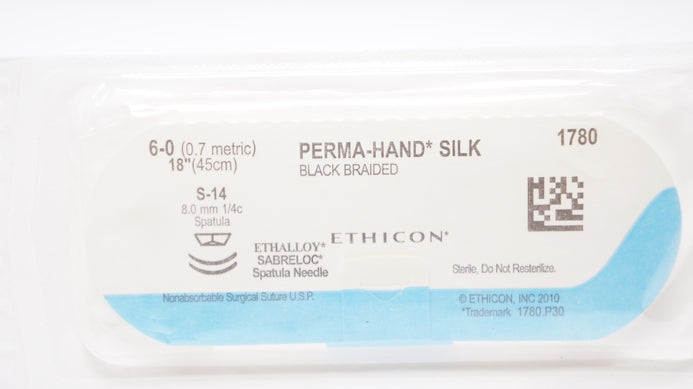 6-0 (0.7 metric)
18"(45cm)
S-14
8.0 mm 1/4c
Spatula
ETHALLOY*
SABRELOC*
Spatula Needle
Nonabsorbable Surgical Suture U.S.P.
PERMA-HAND* SILK
BLACK BRAIDED
ETHICON*
1780
Sterile, Do Not Resterilize.
© ETHICON, INC 2010
*Trademark 1780.P30